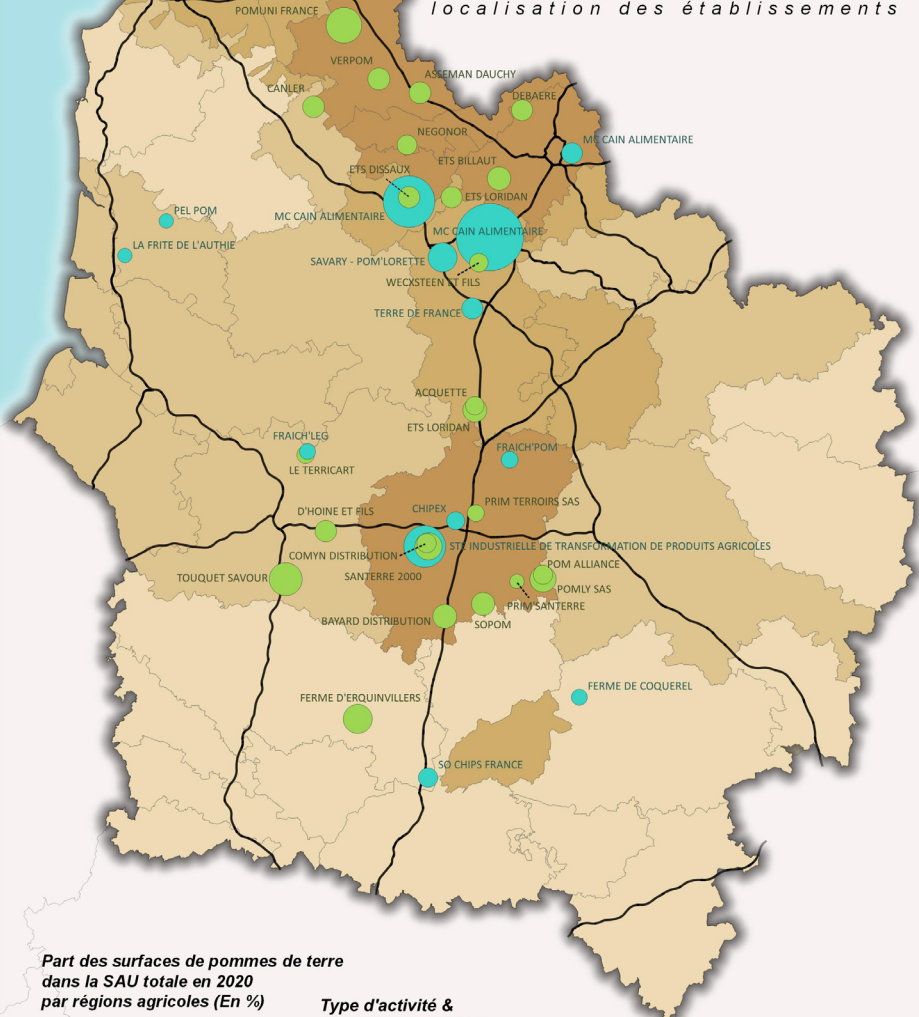 localisation des établissements
POMUNI FRANCE
VERPOM
ASSEMAN DAUCHY
CANLER
DEBAERE
NEGONOR
MC CAIN ALIMENTAIRE
ETS BILLAUT
ETS DISSAUX
ETS LORIDAN
PEL POM
MC CAIN ALIMENTAIRE
MC CAIN ALIMENTAIRE
LA FRITE DE L'AUTHIE
SAVARY - POM'LORETTE
WECXSTEEN ET FILS
TERRE DE FRANCE
ACQUETTE
ETS LORIDAN
FRAICH'LEG
FRAICH'POM
LE TERRICART
PRIM TERROIRS SAS
D'HOINE ET FILS
CHIPEX
STE INDUSTRIELLE DE TRANSFORMATION DE PRODUITS AGRICOLES
COMYN DISTRIBUTION
POM ALLIANCE
TOUQUET SAVOUR
SANTERRE 2000
POMLY SAS
PRIM SANTERRE
BAYARD DISTRIBUTION
SOPOM
FERME DE COQUEREL
FERME D'ERQUINVILLERS
SO CHIPS FRANCE
Part des surfaces de pommes de terre
dans la SAU totale en 2020
par régions agricoles (En %)
Type d'activité &